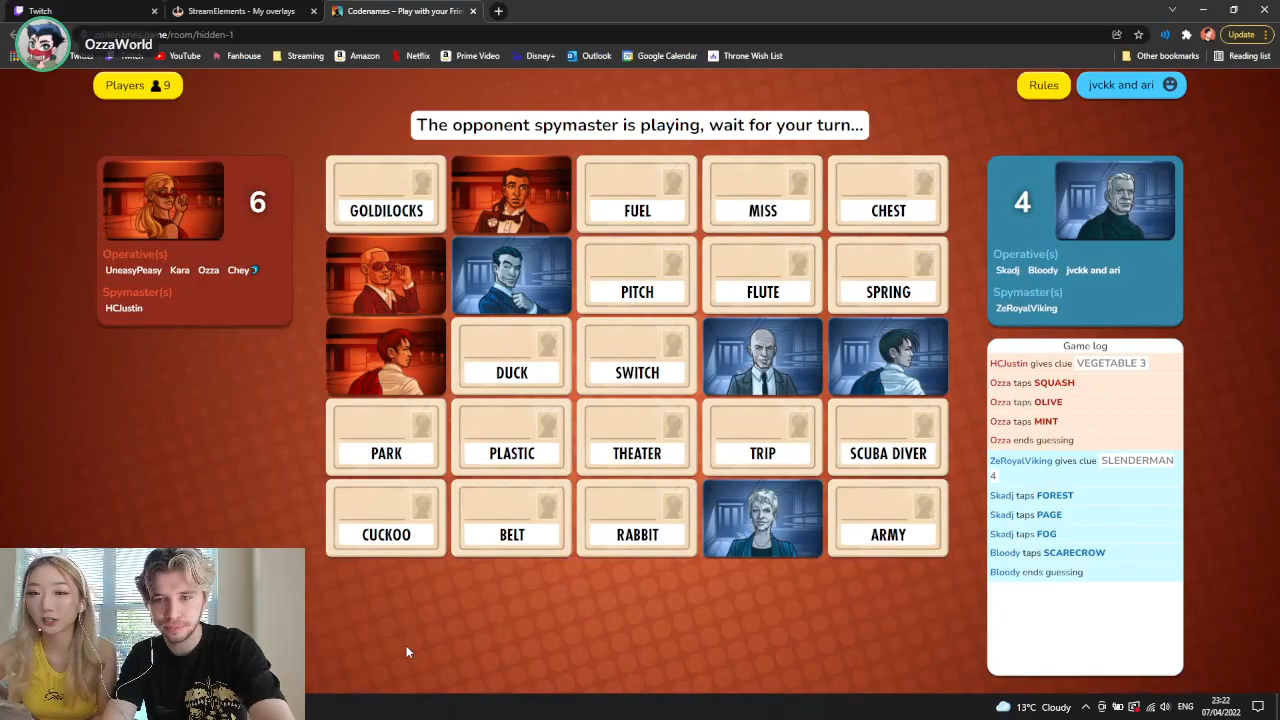 Twitch
StreamElements - My overlays
Codenames – Play with your Frie
OzzaWorld
codenames.game/room/hidden-1
Update
YouTube
Fanhouse
Streaming
Amazon
Netflix
Prime Video
Disney+
Outlook
Google Calendar
Throne Wish List
Other bookmarks
Reading list
Players 9
Rules
jvckk and ari
The opponent spymaster is playing, wait for your turn...
6
Operative(s)
UneasyPeasy Kara Ozza Chey
Spymaster(s)
HCJustin
GOLDILOCKS
FUEL
MISS
CHEST
PITCH
FLUTE
SPRING
DUCK
SWITCH
PARK
PLASTIC
THEATER
TRIP
SCUBA DIVER
CUCKOO
BELT
RABBIT
ARMY
4
Operative(s)
Skadj Bloody jvckk and ari
Spymaster(s)
ZeRoyalViking
Game log
HCJustin gives clue VEGETABLE 3
Ozza taps SQUASH
Ozza taps OLIVE
Ozza taps MINT
Ozza ends guessing
ZeRoyalViking gives clue SLENDERMAN
4
Skadj taps FOREST
Skadj taps PAGE
Skadj taps FOG
Bloody taps SCARECROW
Bloody ends guessing
13°C Cloudy
ENG
23:22
07/04/2022